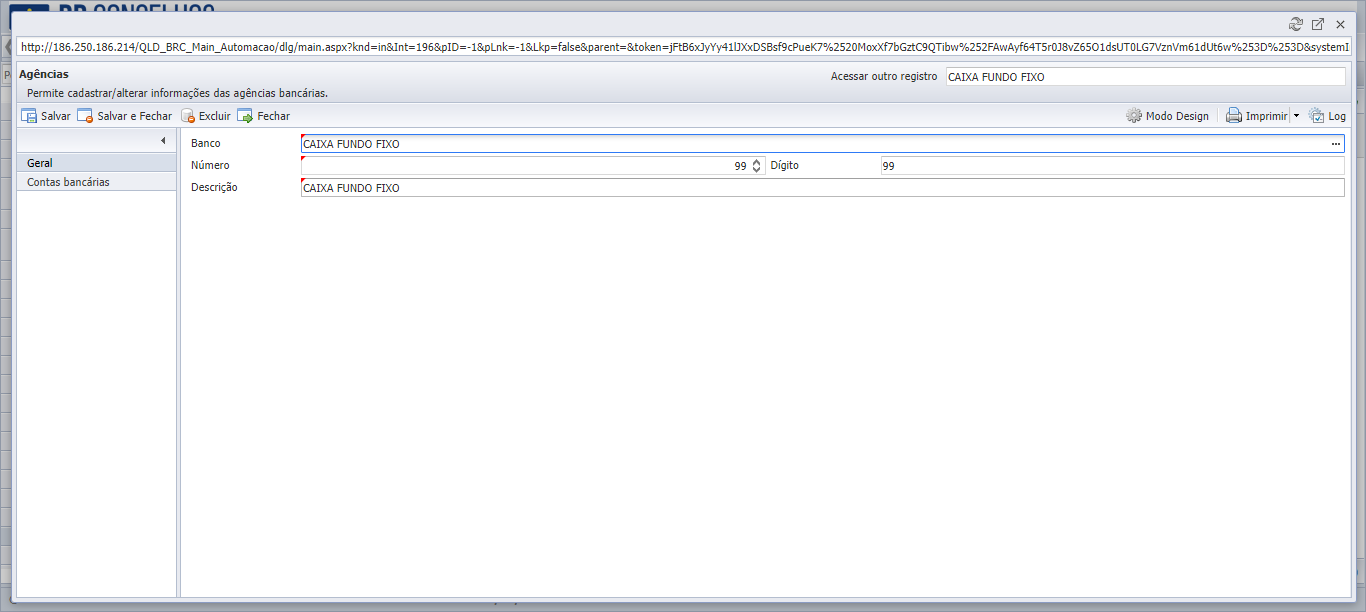 BR CONSELHOS
http://186.250.186.214/QLD_BRC_Main_Automacao/dlg/main.aspx?knd=in&Int=196&pID=-1&pLnk=-1&Lkp=false&parent=&token=jFtB6xJyYy41lJXxDSBsf9cPueK7%2520MoxXf7bGztC9QTibw%252FAwAyf64T5r0J8vZ65O1dsUT0LG7VznVm61dUt6w%253D%253D&systemI
Agências
Acessar outro registro CAIXA FUNDO FIXO
Permite cadastrar/alterar informações das agências bancárias.
Salvar Salvar e Fechar Excluir Fechar Modo Design Imprimir Log
Banco CAIXA FUNDO FIXO ...
Geral
Número 99 Dígito 99
Contas bancárias
Descrição CAIXA FUNDO FIXO